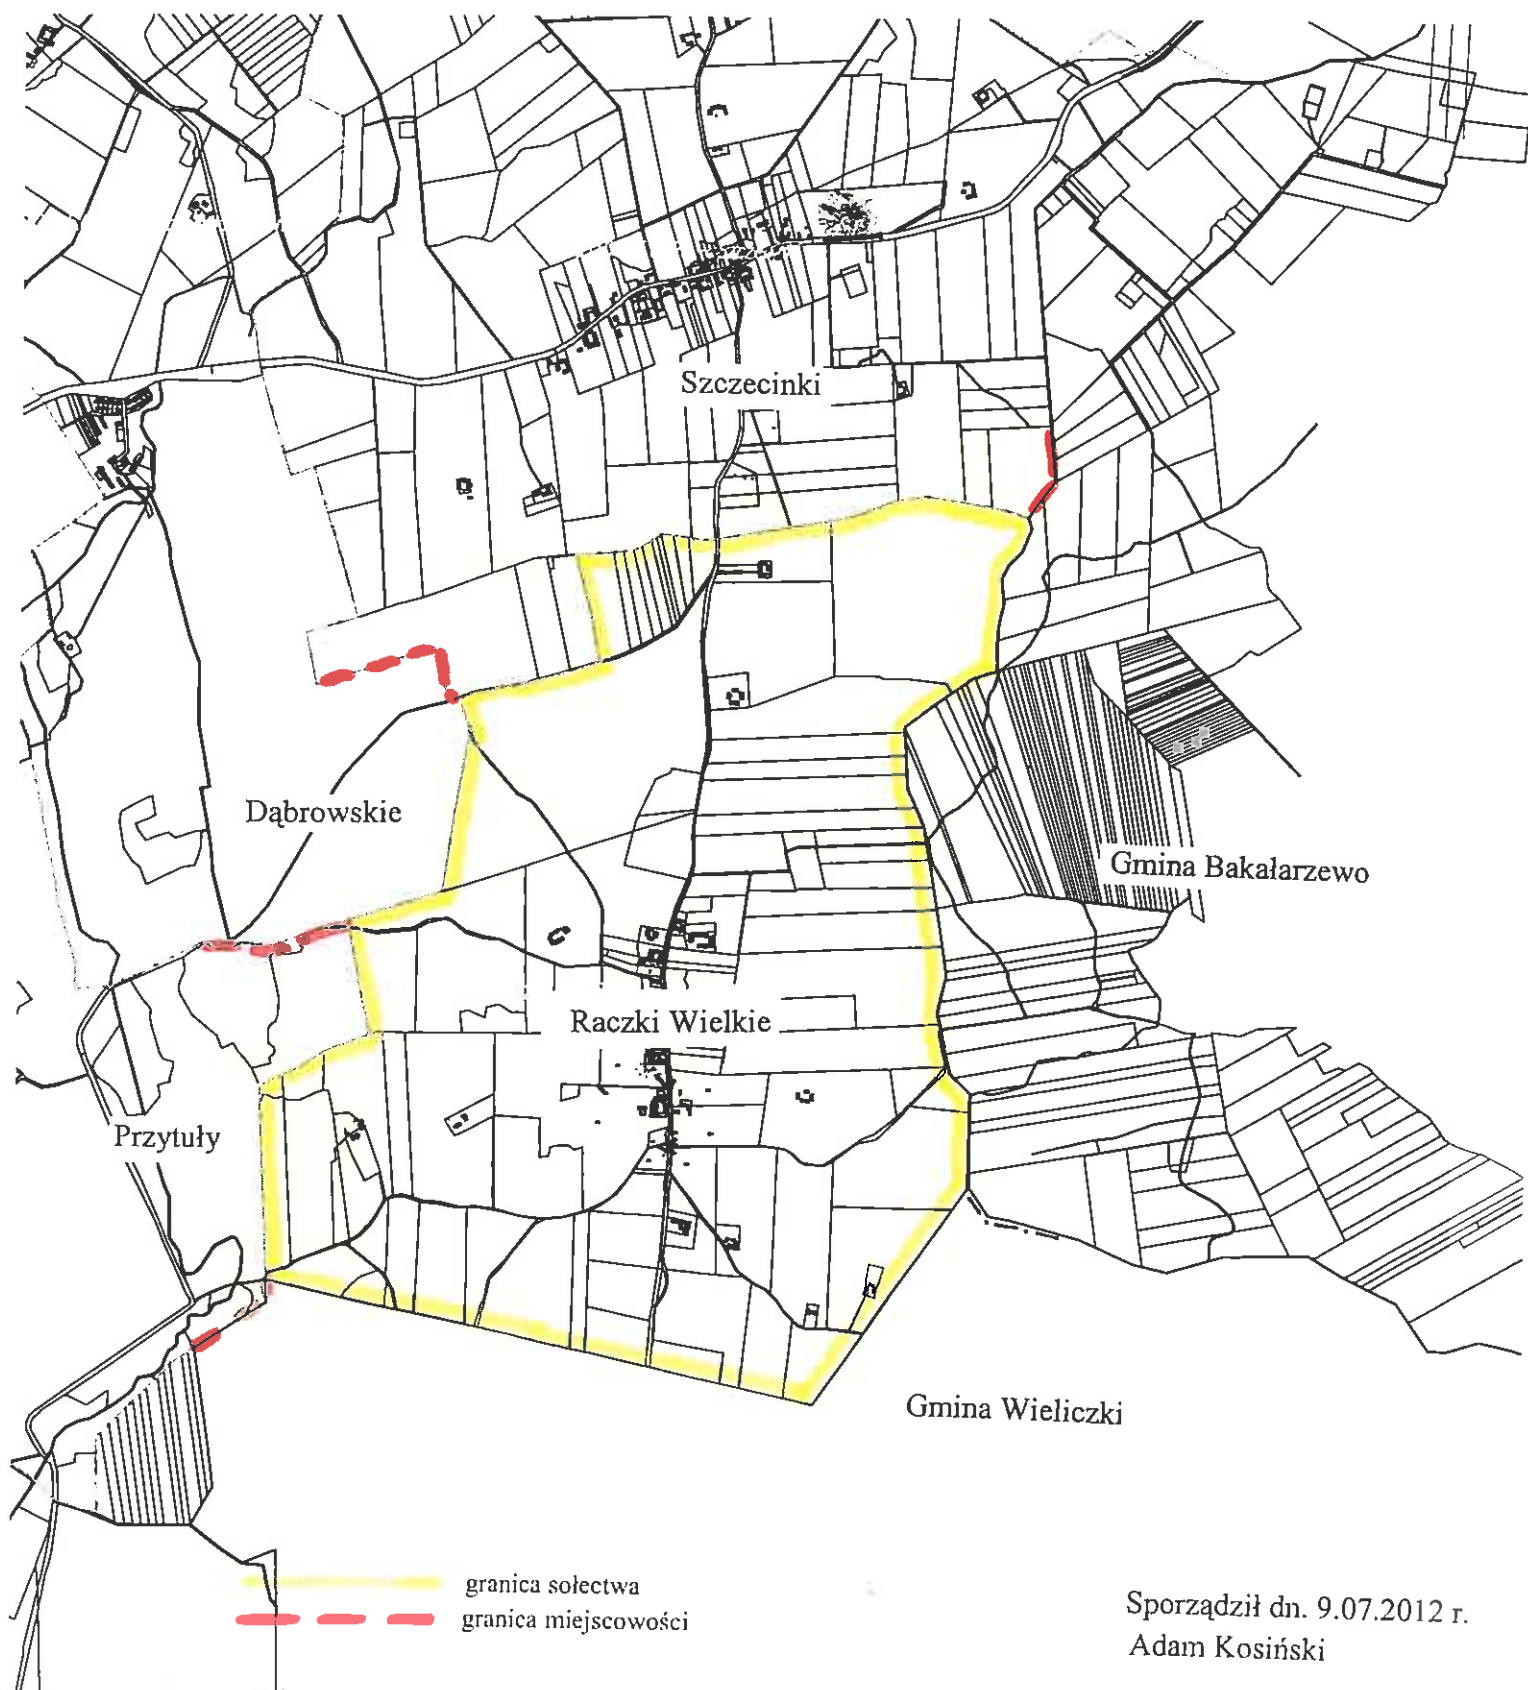 Szczecinki
Dąbrowskie
Gmina Bakałarzewo
Raczki Wielkie
Przytuły
Gmina Wieliczki
granica sołectwa
granica miejscowości
Sporządził dn. 9.07.2012 r.
Adam Kosiński